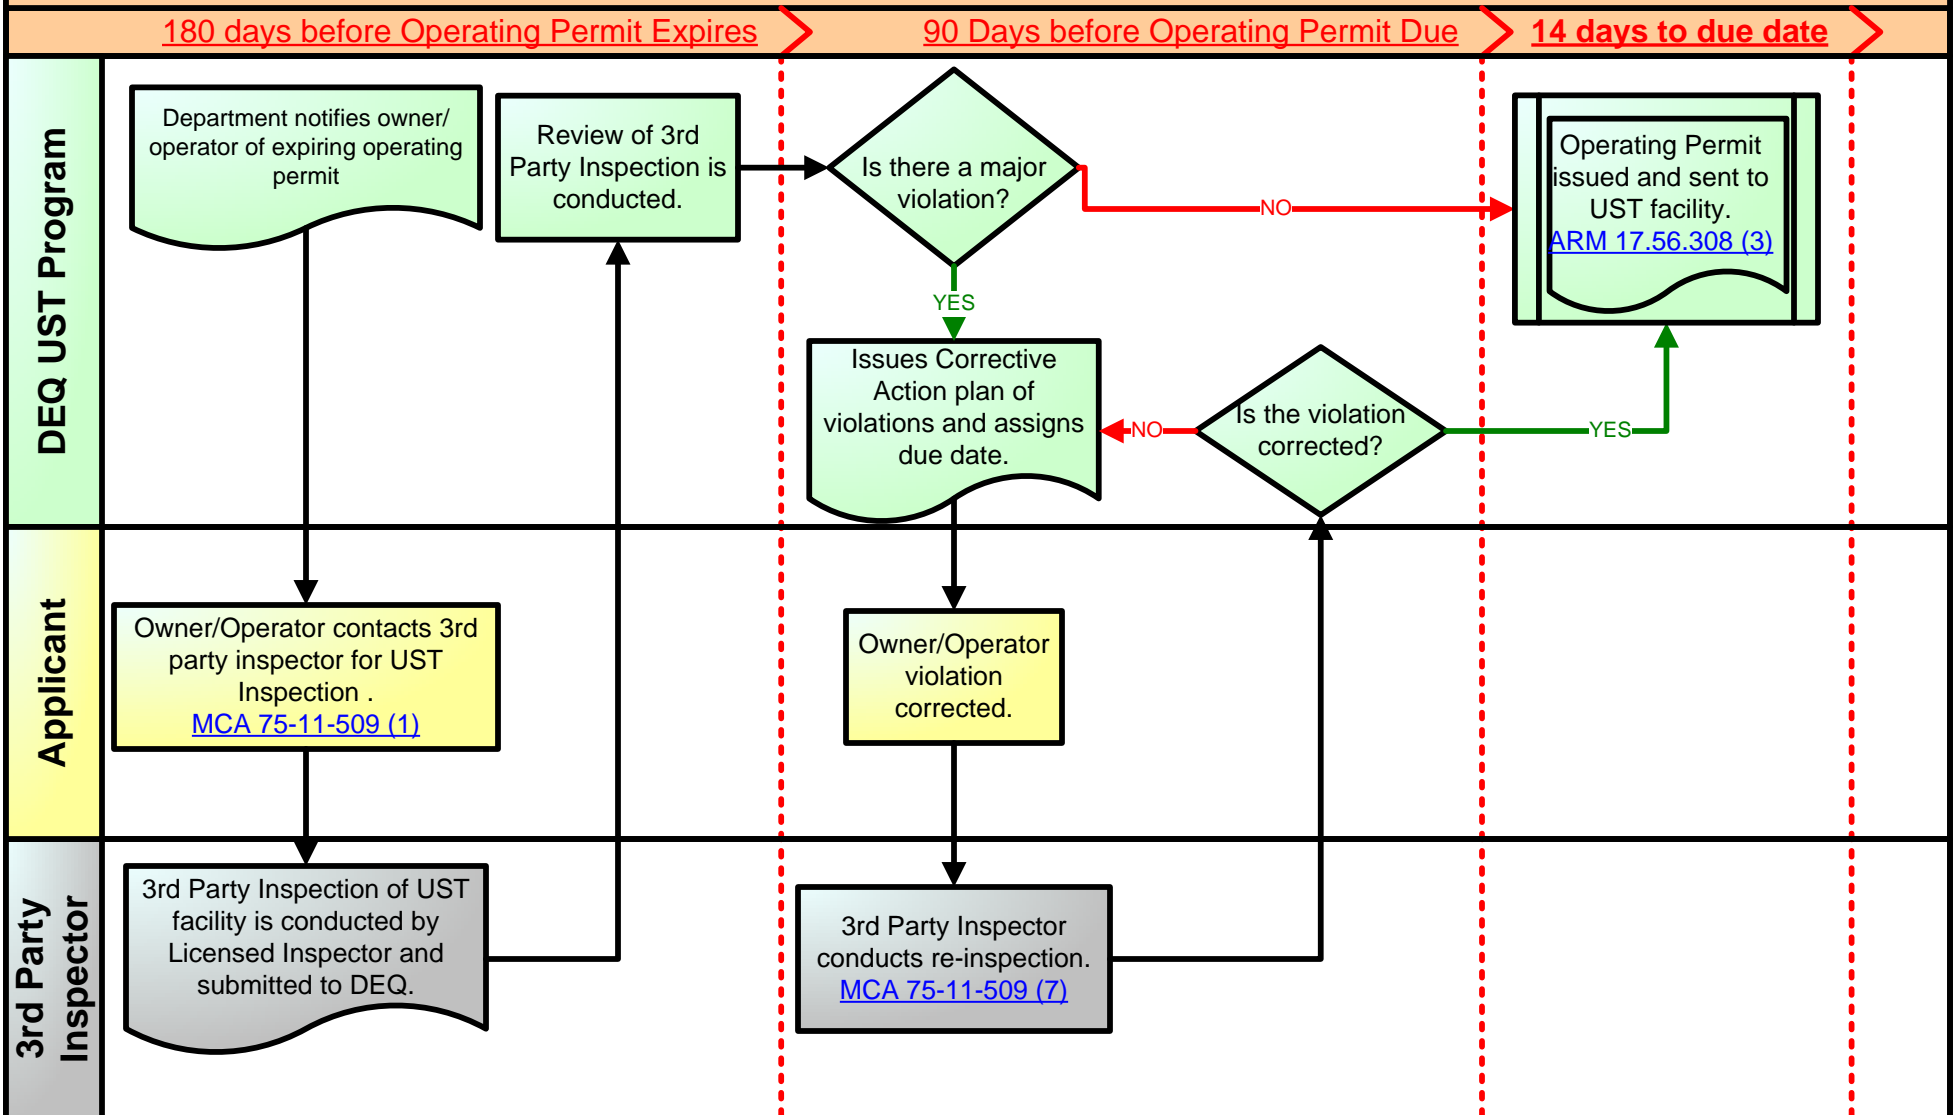 180 days before Operating Permit Expires
90 Days before Operating Permit Due
14 days to due date
DEQ UST Program
Department notifies owner/
operator of expiring operating
permit
Review of 3rd
Party Inspection is
conducted.
Is there a major
violation?
NO
Operating Permit
issued and sent to
UST facility.
ARM 17.56.308 (3)
YES
Issues Corrective
Action plan of
violations and assigns
due date.
NO
Is the violation
corrected?
YES
Applicant
Owner/Operator contacts 3rd
party inspector for UST
Inspection .
MCA 75-11-509 (1)
Owner/Operator
violation
corrected.
3rd Party
Inspector
3rd Party Inspection of UST
facility is conducted by
Licensed Inspector and
submitted to DEQ.
3rd Party Inspector
conducts re-inspection.
MCA 75-11-509 (7)